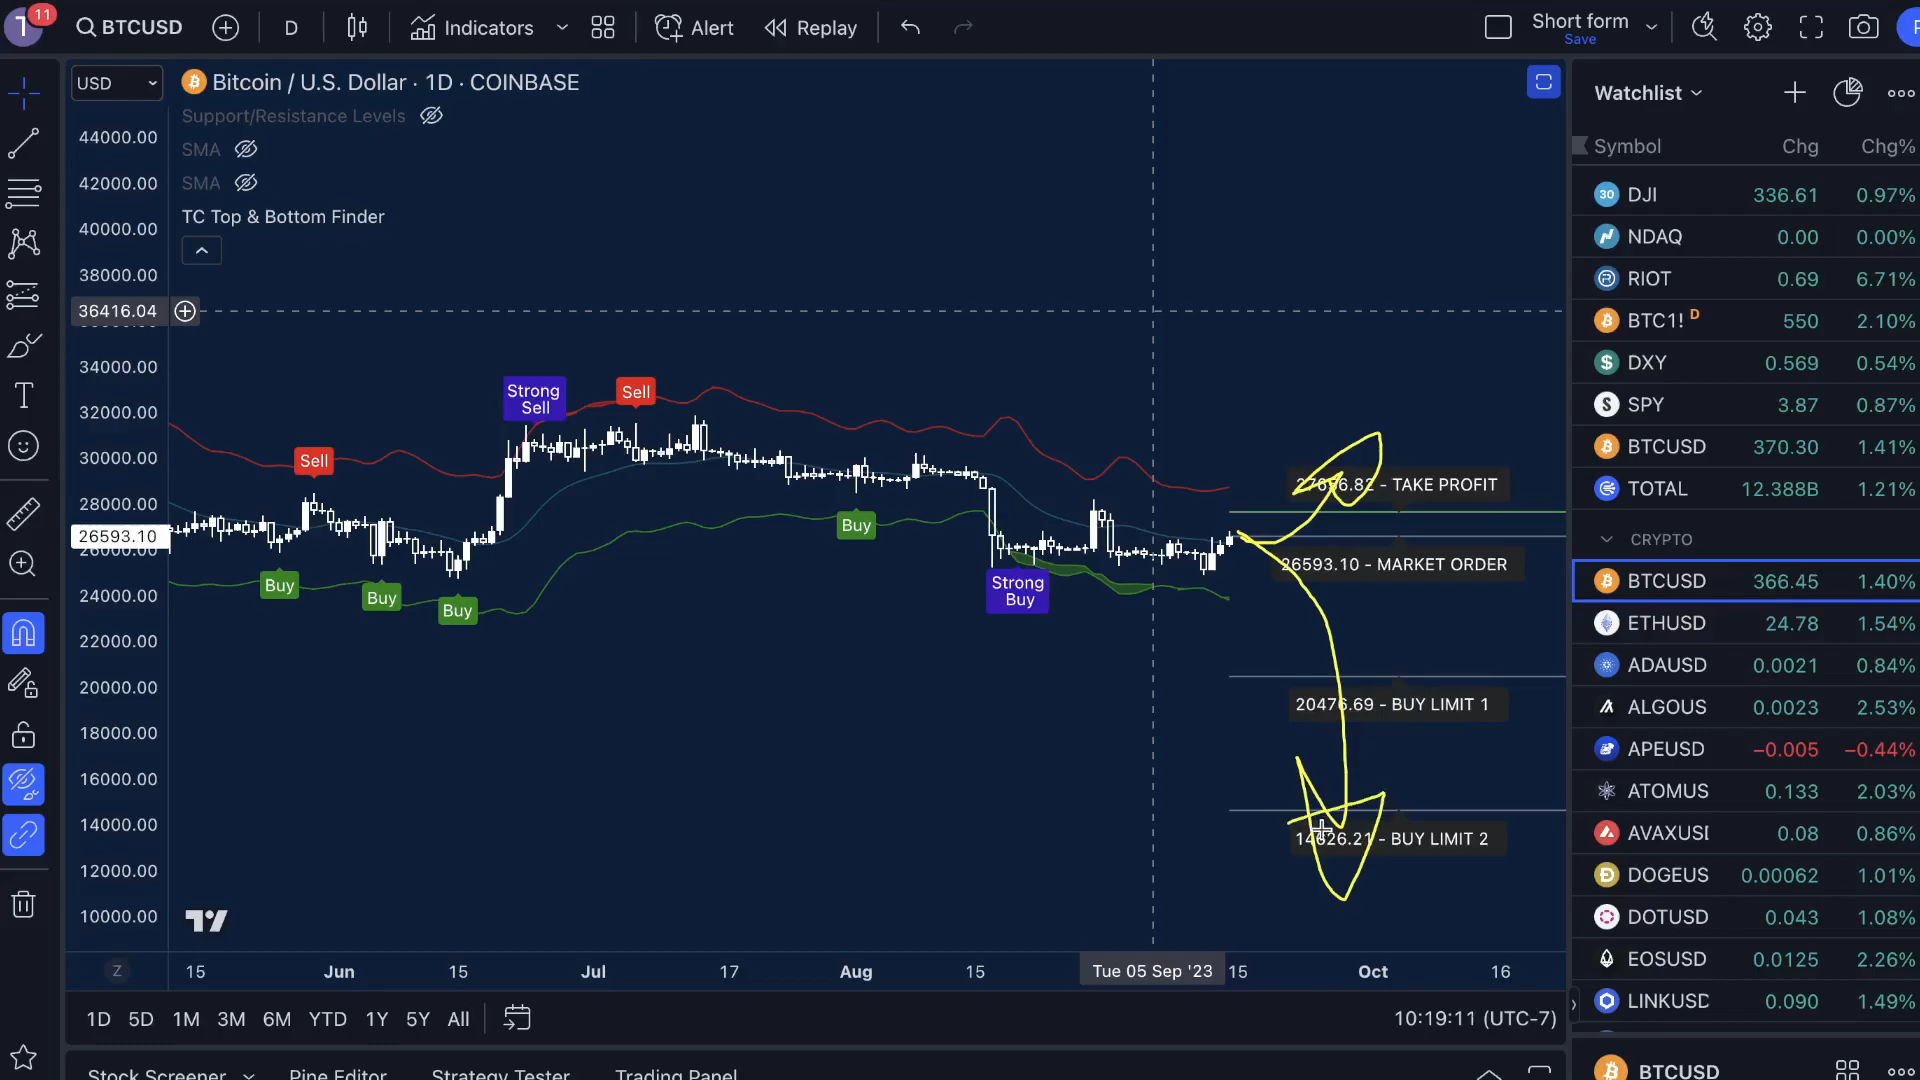 T 11 BTCUSD D Indicators Alert Replay Short form
Save
USD Bitcoin / U.S. Dollar · 1D · COINBASE
Support/Resistance Levels
SMA
SMA
TC Top & Bottom Finder
44000.00
42000.00
40000.00
38000.00
36416.04
34000.00
32000.00
30000.00
28000.00
26593.10
26000.00
24000.00
22000.00
20000.00
18000.00
16000.00
14000.00
12000.00
10000.00
Sell
Strong
Sell
Sell
Buy
Buy
Buy
Buy
Strong
Buy
- TAKE PROFIT
26593.10 - MARKET ORDER
20476.69 - BUY LIMIT 1
- BUY LIMIT 2
Z 15 Jun 15 Jul 17 Aug 15 Tue 05 Sep '23 15 Oct 16
1D 5D 1M 3M 6M YTD 1Y 5Y All 10:19:11 (UTC-7)
Stock Screener Pine Editor Strategy Tester Trading Panel
Watchlist
Symbol Chg Chg%
30 DJI 336.61 0.97%
NDAQ 0.00 0.00%
RIOT 0.69 6.71%
BTC1! D 550 2.10%
DXY 0.569 0.54%
SPY 3.87 0.87%
BTCUSD 370.30 1.41%
TOTAL 12.388B 1.21%
CRYPTO
BTCUSD 366.45 1.40%
ETHUSD 24.78 1.54%
ADAUSD 0.0021 0.84%
ALGOUS 0.0023 2.53%
APEUSD −0.005 −0.44%
ATOMUS 0.133 2.03%
AVAXUSI 0.08 0.86%
DOGEUS 0.00062 1.01%
DOTUSD 0.043 1.08%
EOSUSD 0.0125 2.26%
LINKUSD 0.090 1.49%
BTCUSD